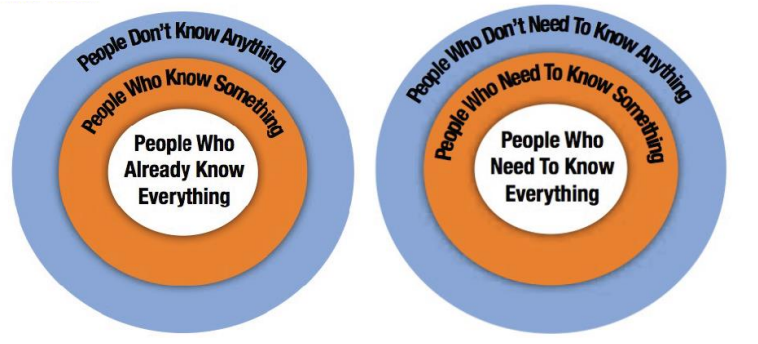 People Don't Know Anything
People Who Know Something
People Who
Already Know
Everything
People Who Don't Need To Know Anything
People Who Need To Know Something
People Who
Need To Know
Everything